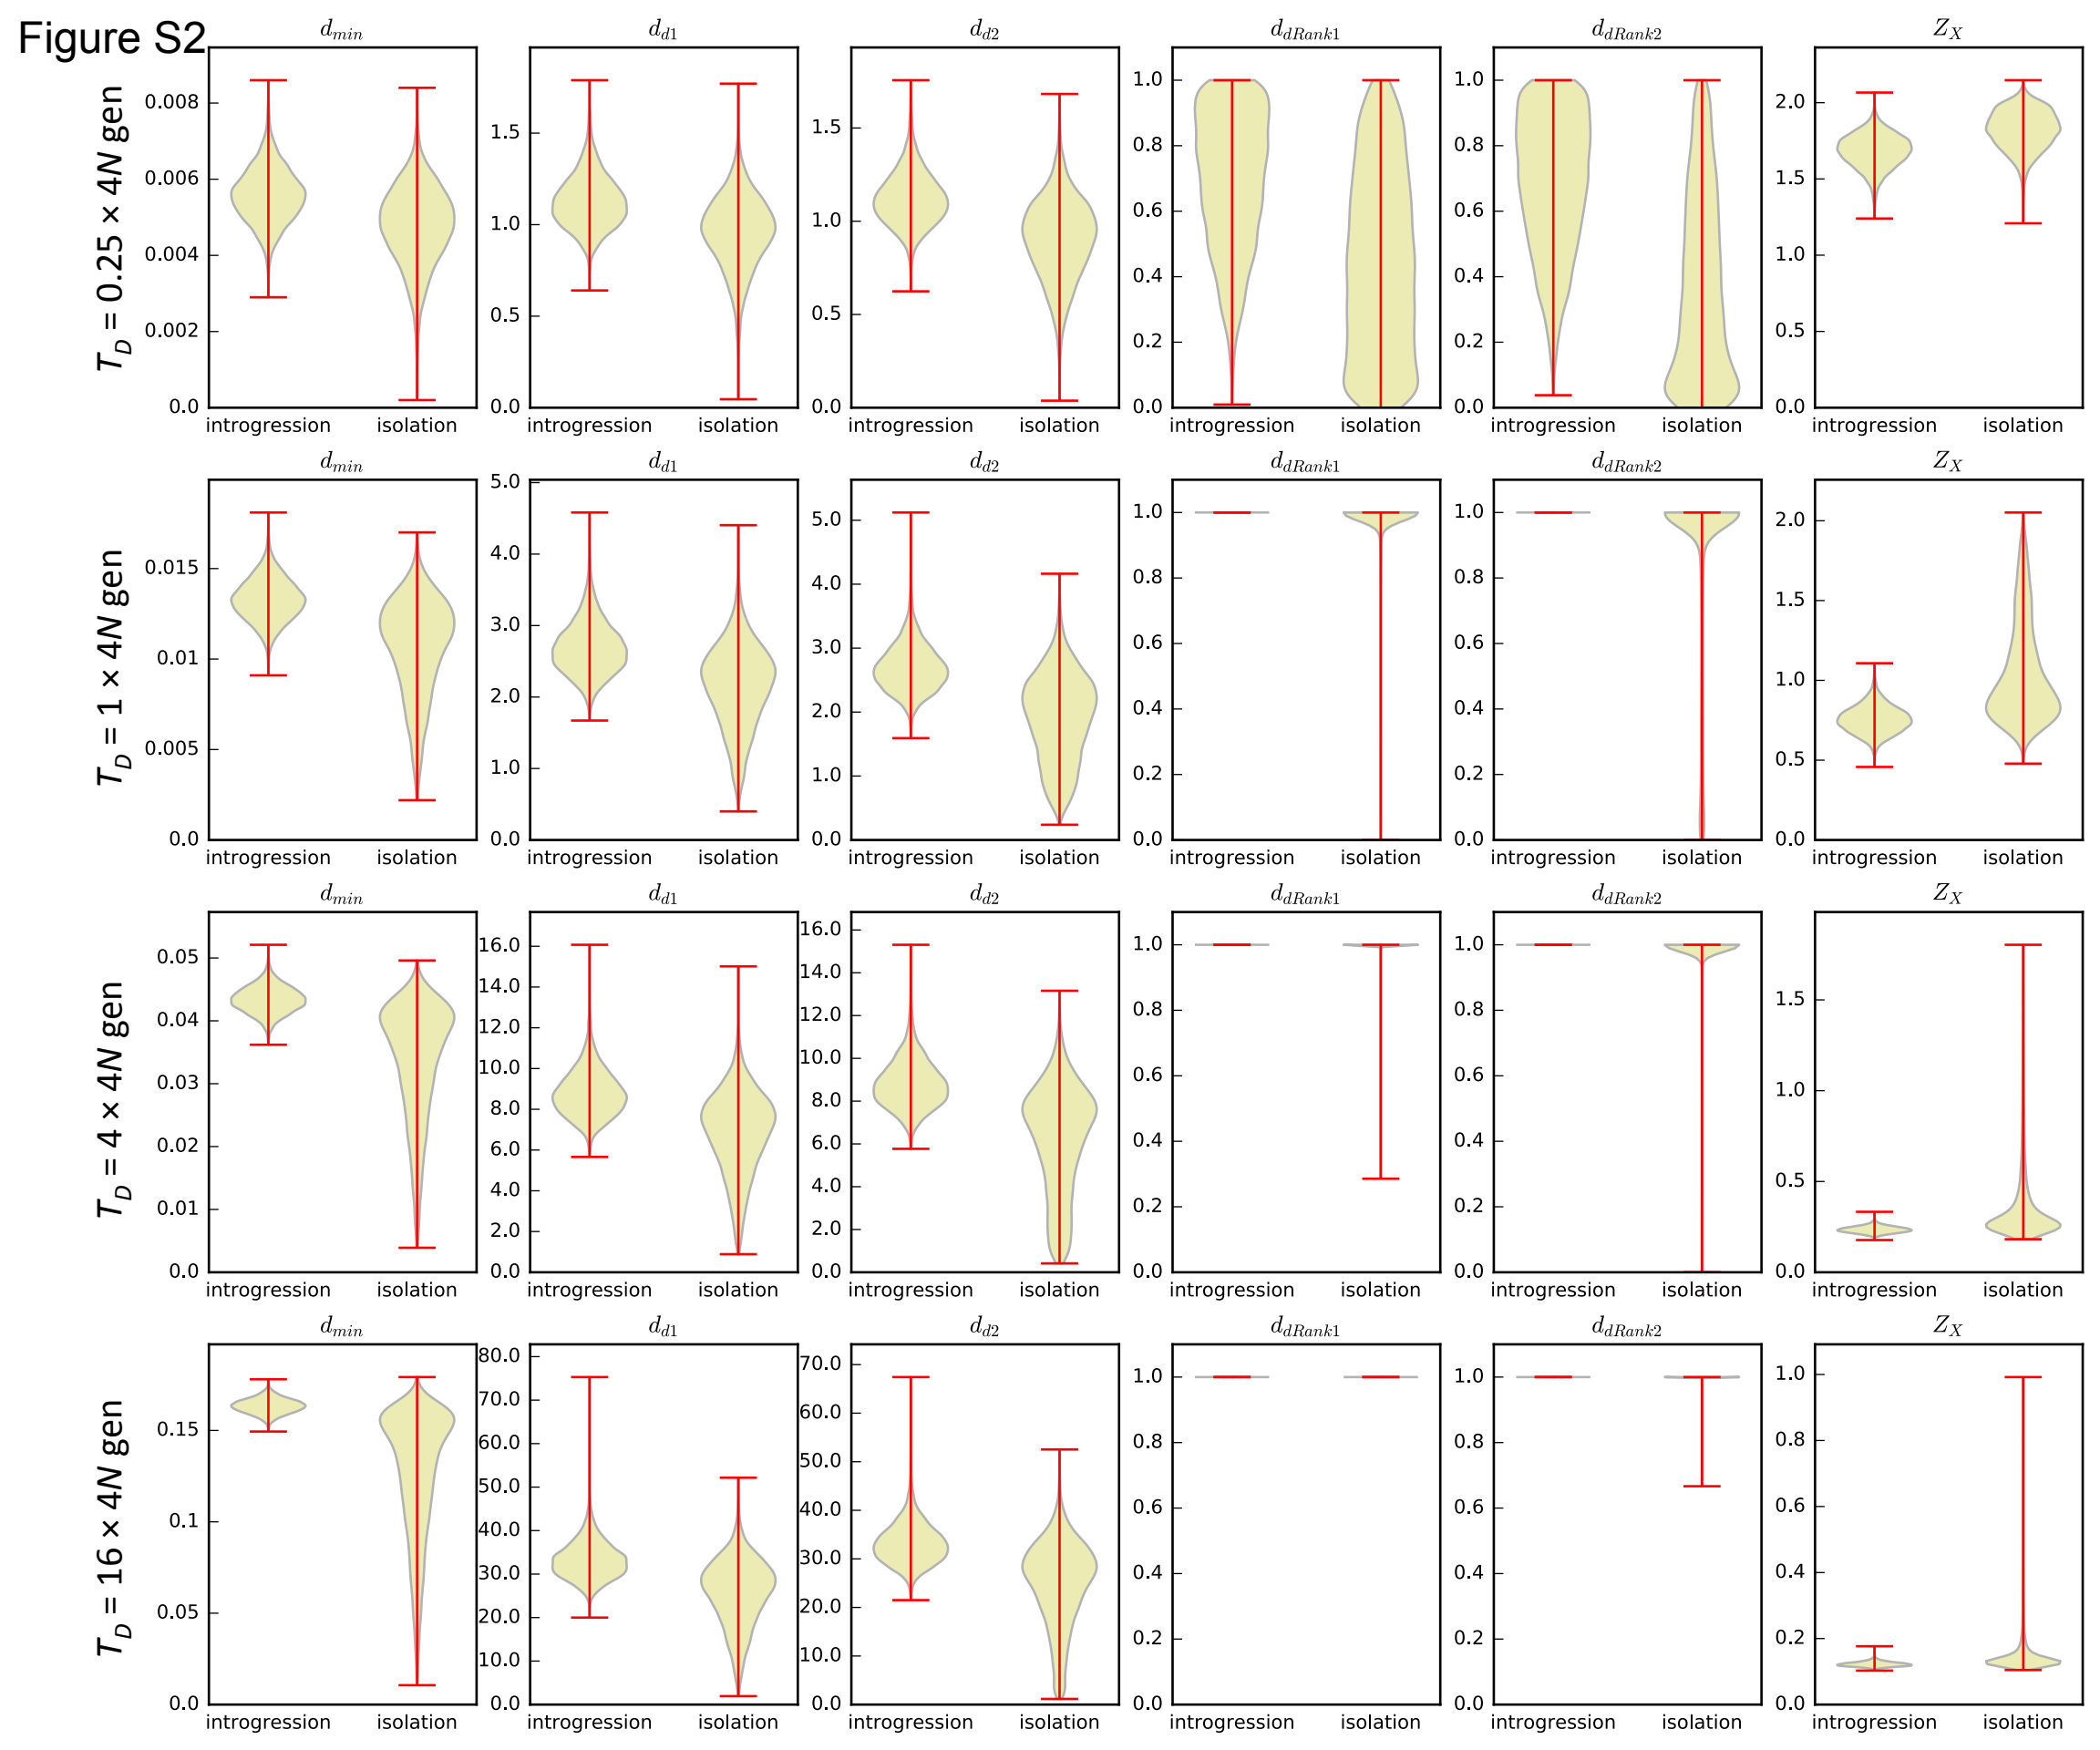 Figure S2
d_min d_d1 d_d2 d_dRank1 d_dRank2 Z_X
T_D = 0.25 × 4N gen
0.008 0.006 0.004 0.002 0.0
1.5 1.0 0.5 0.0
1.5 1.0 0.5 0.0
1.0 0.8 0.6 0.4 0.2 0.0
1.0 0.8 0.6 0.4 0.2 0.0
2.0 1.5 1.0 0.5 0.0
introgression isolation introgression isolation introgression isolation introgression isolation introgression isolation introgression isolation
d_min d_d1 d_d2 d_dRank1 d_dRank2 Z_X
T_D = 1 × 4N gen
0.015 0.01 0.005 0.0
5.0 4.0 3.0 2.0 1.0 0.0
5.0 4.0 3.0 2.0 1.0 0.0
1.0 0.8 0.6 0.4 0.2 0.0
1.0 0.8 0.6 0.4 0.2 0.0
2.0 1.5 1.0 0.5 0.0
introgression isolation introgression isolation introgression isolation introgression isolation introgression isolation introgression isolation
d_min d_d1 d_d2 d_dRank1 d_dRank2 Z_X
T_D = 4 × 4N gen
0.05 0.04 0.03 0.02 0.01 0.0
16.0 14.0 12.0 10.0 8.0 6.0 4.0 2.0 0.0
16.0 14.0 12.0 10.0 8.0 6.0 4.0 2.0 0.0
1.0 0.8 0.6 0.4 0.2 0.0
1.0 0.8 0.6 0.4 0.2 0.0
1.5 1.0 0.5 0.0
introgression isolation introgression isolation introgression isolation introgression isolation introgression isolation introgression isolation
d_min d_d1 d_d2 d_dRank1 d_dRank2 Z_X
T_D = 16 × 4N gen
0.15 0.1 0.05 0.0
80.0 70.0 60.0 50.0 40.0 30.0 20.0 10.0 0.0
70.0 60.0 50.0 40.0 30.0 20.0 10.0 0.0
1.0 0.8 0.6 0.4 0.2 0.0
1.0 0.8 0.6 0.4 0.2 0.0
1.0 0.8 0.6 0.4 0.2 0.0
introgression isolation introgression isolation introgression isolation introgression isolation introgression isolation introgression isolation